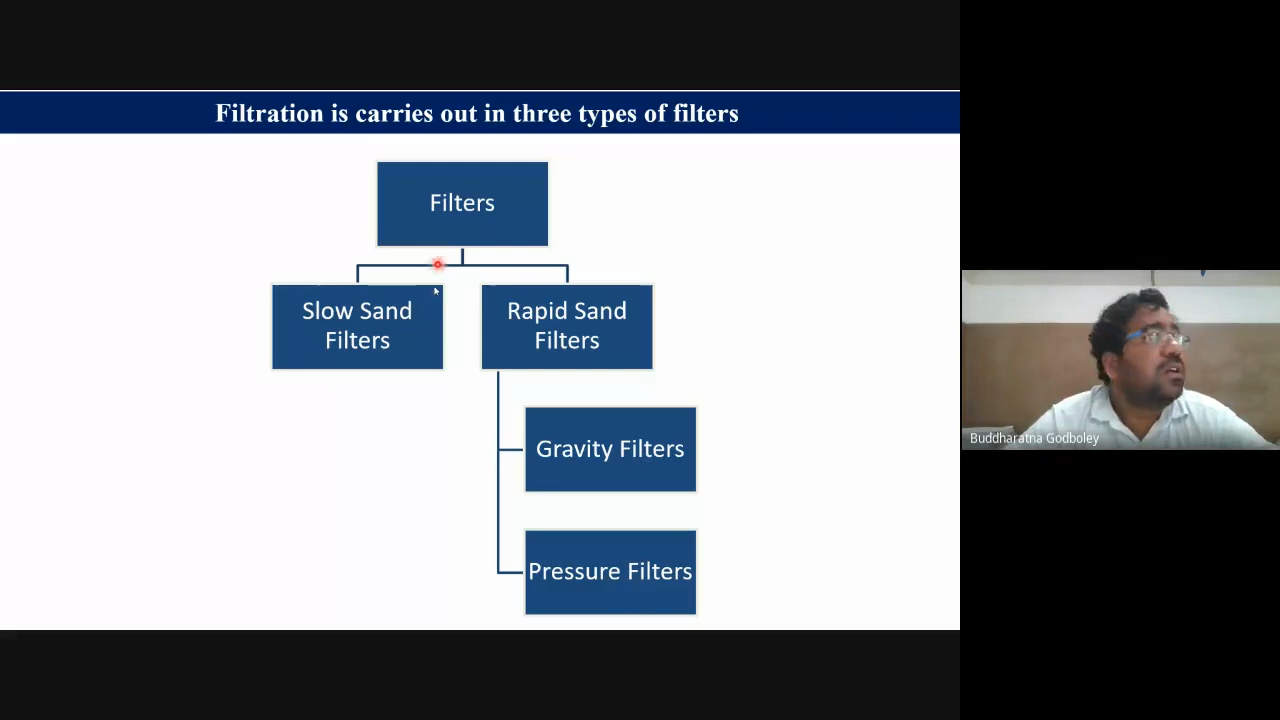 Filtration is carries out in three types of filters
Filters
Slow Sand
Filters
Rapid Sand
Filters
Gravity Filters
Pressure Filters
Buddharatna Godboley